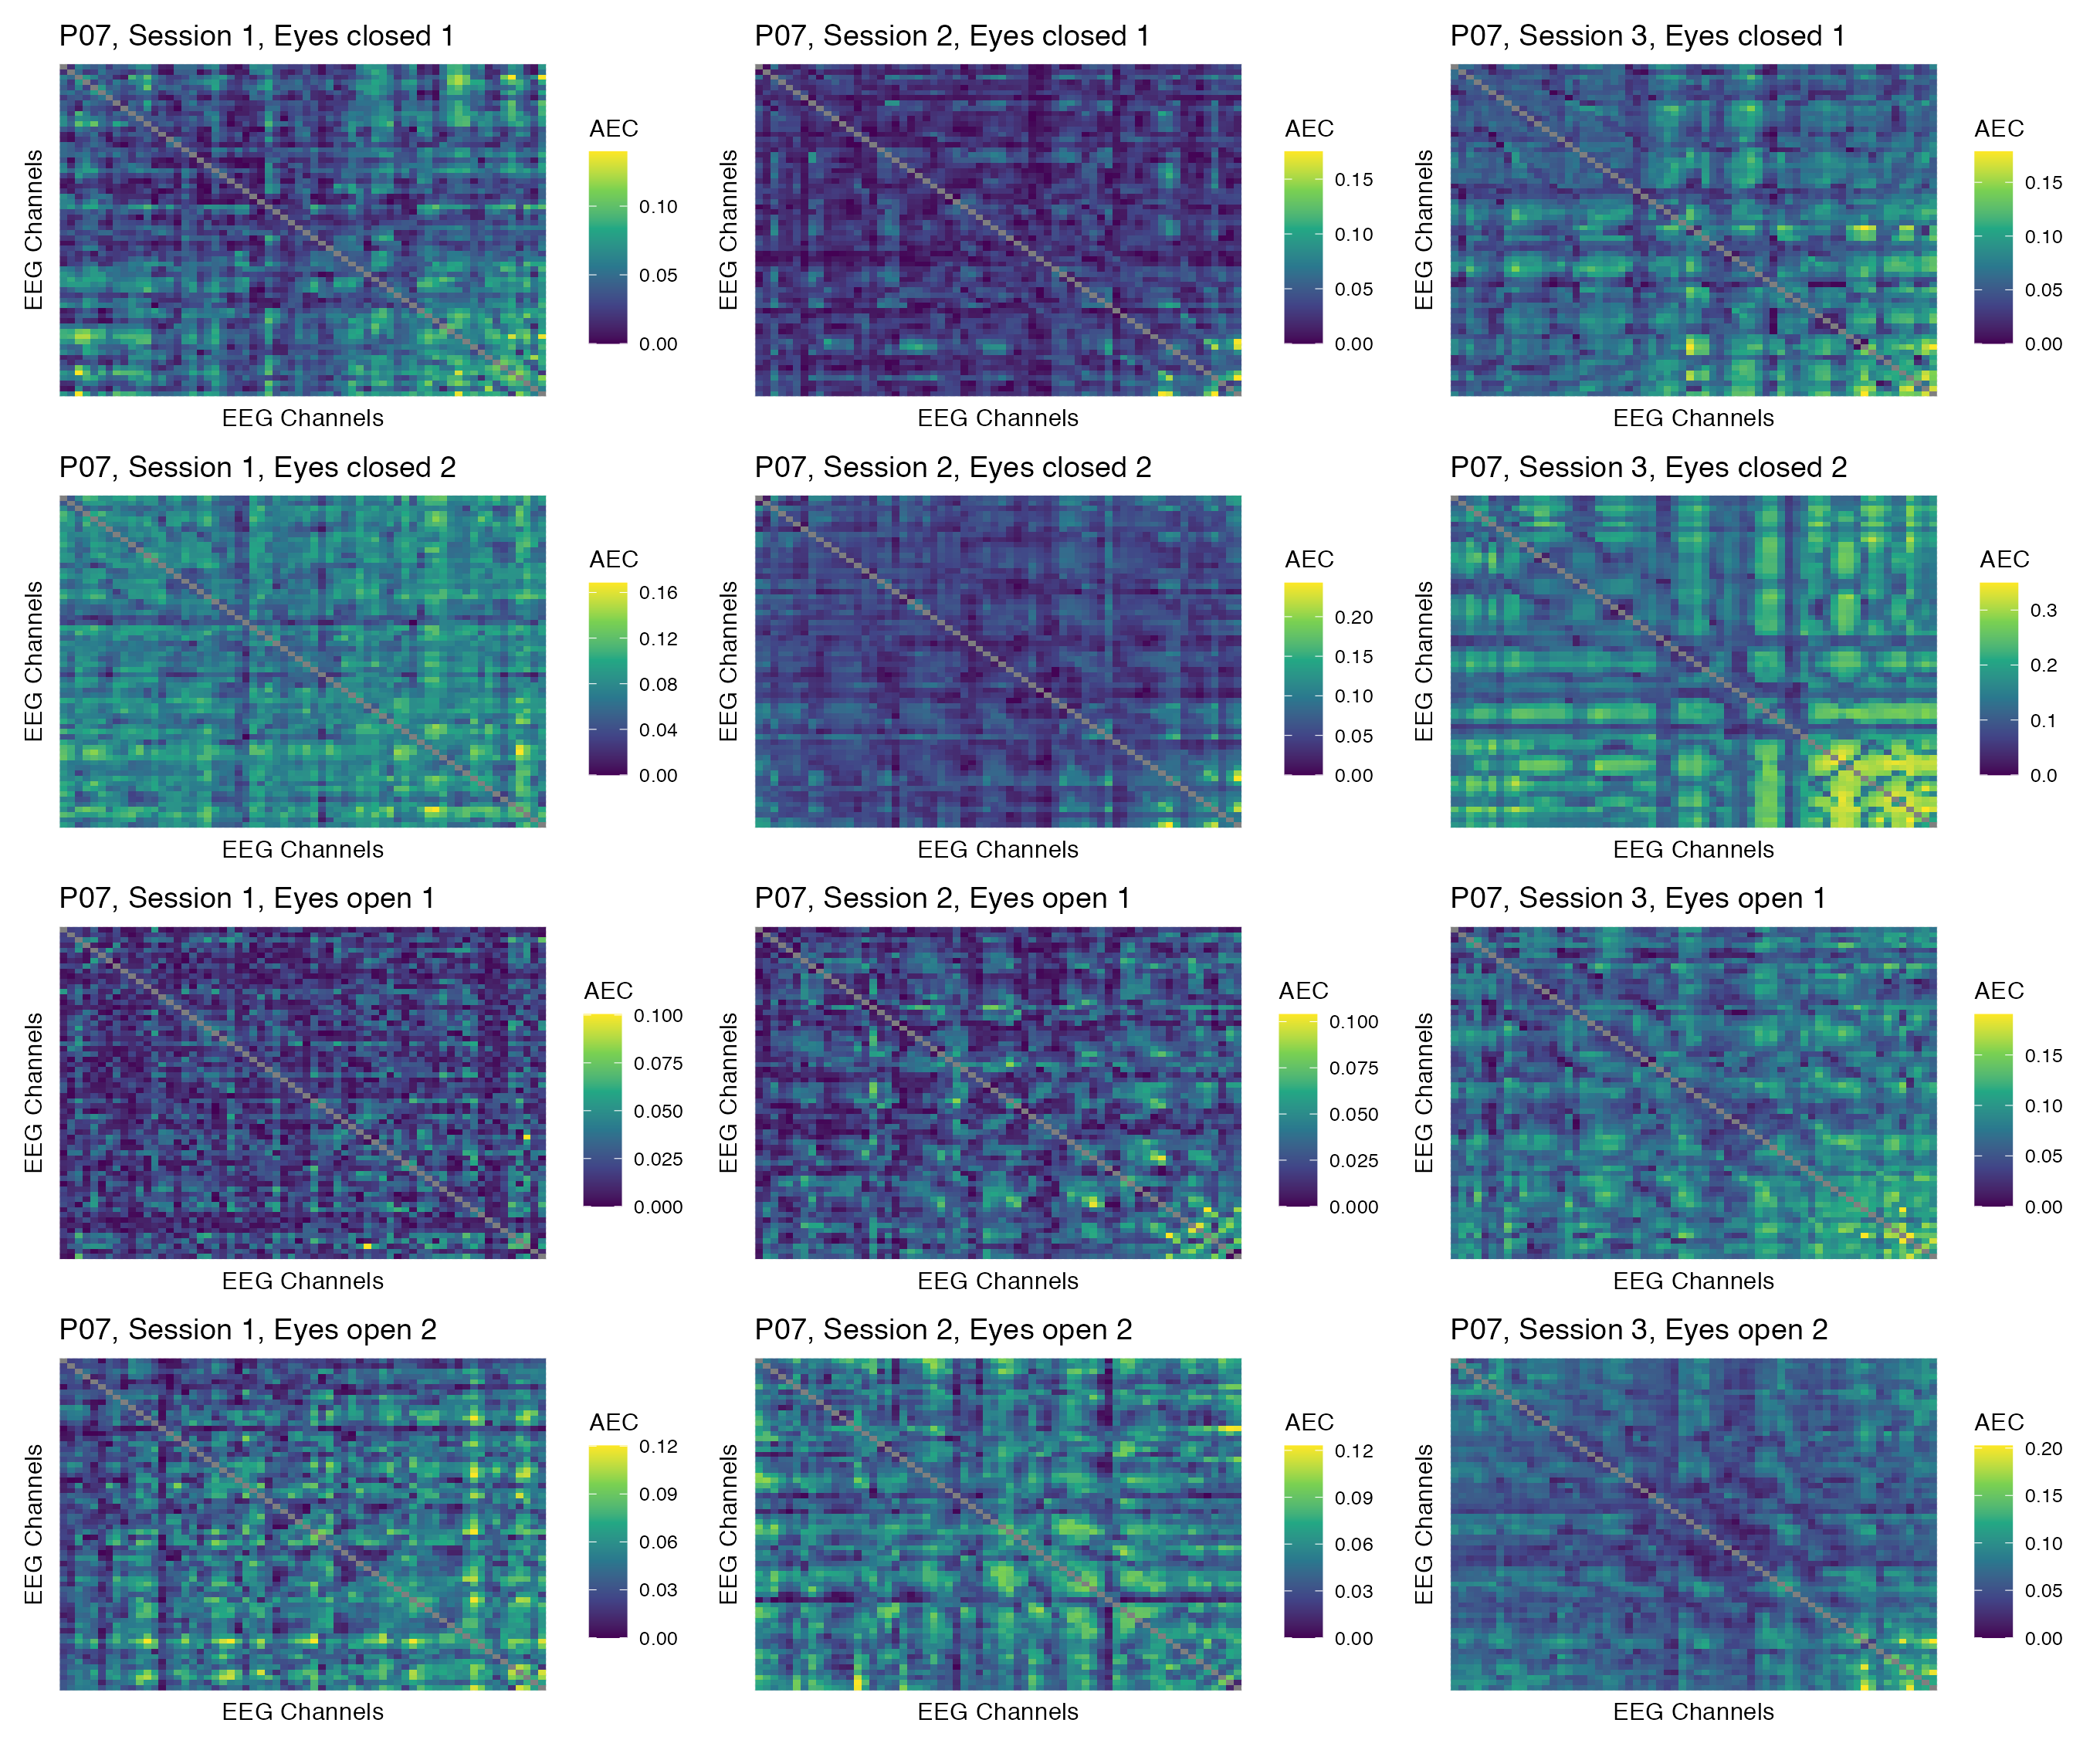 P07, Session 1, Eyes closed 1
EEG Channels
EEG Channels
AEC
0.10
0.05
0.00
P07, Session 2, Eyes closed 1
EEG Channels
EEG Channels
AEC
0.15
0.10
0.05
0.00
P07, Session 3, Eyes closed 1
EEG Channels
EEG Channels
AEC
0.15
0.10
0.05
0.00
P07, Session 1, Eyes closed 2
EEG Channels
EEG Channels
AEC
0.16
0.12
0.08
0.04
0.00
P07, Session 2, Eyes closed 2
EEG Channels
EEG Channels
AEC
0.20
0.15
0.10
0.05
0.00
P07, Session 3, Eyes closed 2
EEG Channels
EEG Channels
AEC
0.3
0.2
0.1
0.0
P07, Session 1, Eyes open 1
EEG Channels
EEG Channels
AEC
0.100
0.075
0.050
0.025
0.000
P07, Session 2, Eyes open 1
EEG Channels
EEG Channels
AEC
0.100
0.075
0.050
0.025
0.000
P07, Session 3, Eyes open 1
EEG Channels
EEG Channels
AEC
0.15
0.10
0.05
0.00
P07, Session 1, Eyes open 2
EEG Channels
EEG Channels
AEC
0.12
0.09
0.06
0.03
0.00
P07, Session 2, Eyes open 2
EEG Channels
EEG Channels
AEC
0.12
0.09
0.06
0.03
0.00
P07, Session 3, Eyes open 2
EEG Channels
EEG Channels
AEC
0.20
0.15
0.10
0.05
0.00